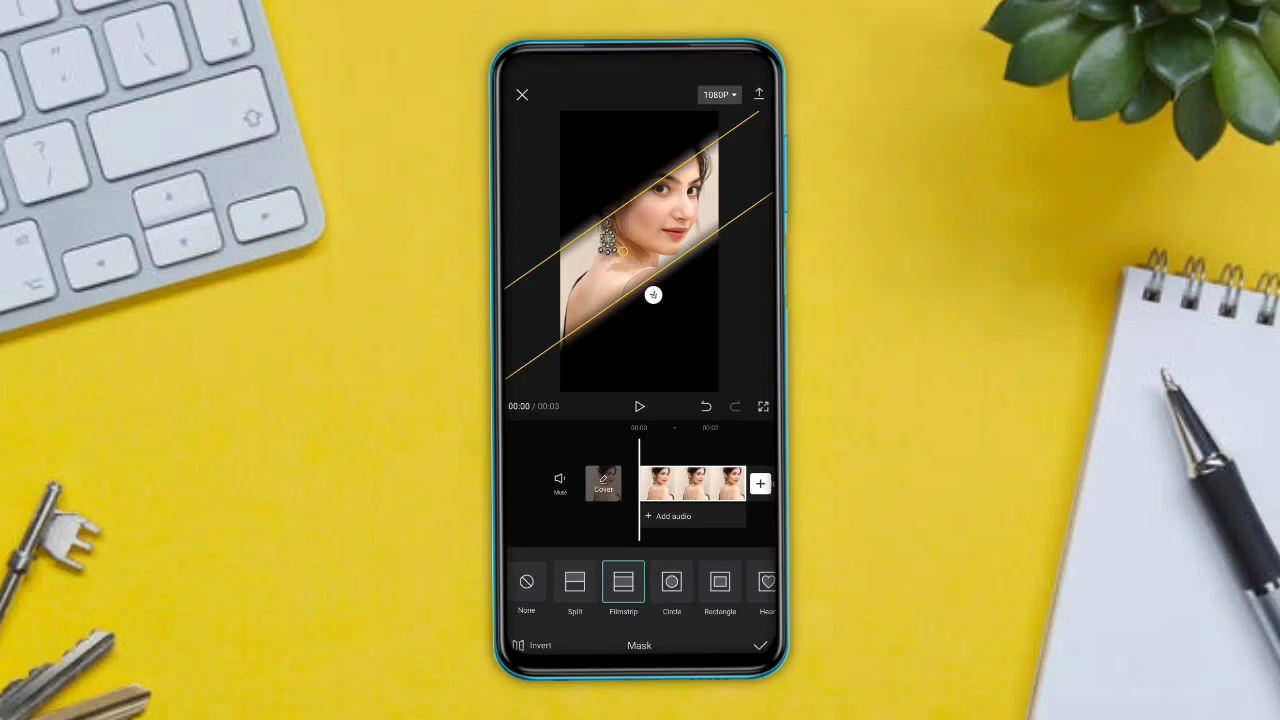 1080P
00:00 / 00:03
00:00 00:02
Mute
Cover
+ Add audio
None Split Filmstrip Circle Rectangle Hear
Invert Mask